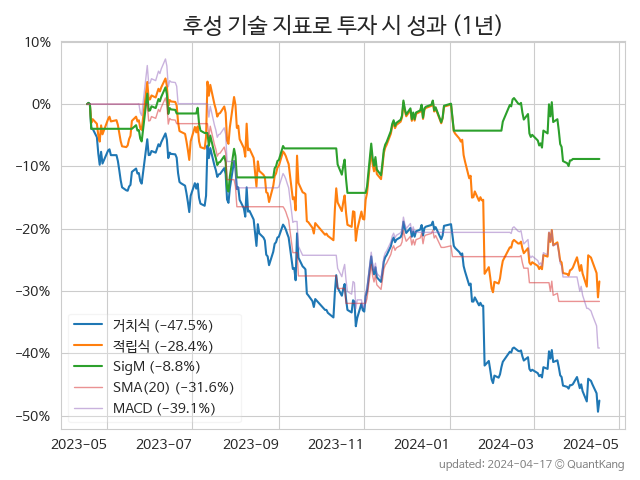 후성 기술 지표로 투자 시 성과 (1년)
10%
0%
−10%
−20%
−30%
−40%
−50%
거치식 (−47.5%)
적립식 (−28.4%)
SigM (−8.8%)
SMA(20) (−31.6%)
MACD (−39.1%)
2023-05 2023-07 2023-09 2023-11 2024-01 2024-03 2024-05
updated: 2024-04-17 © QuantKang